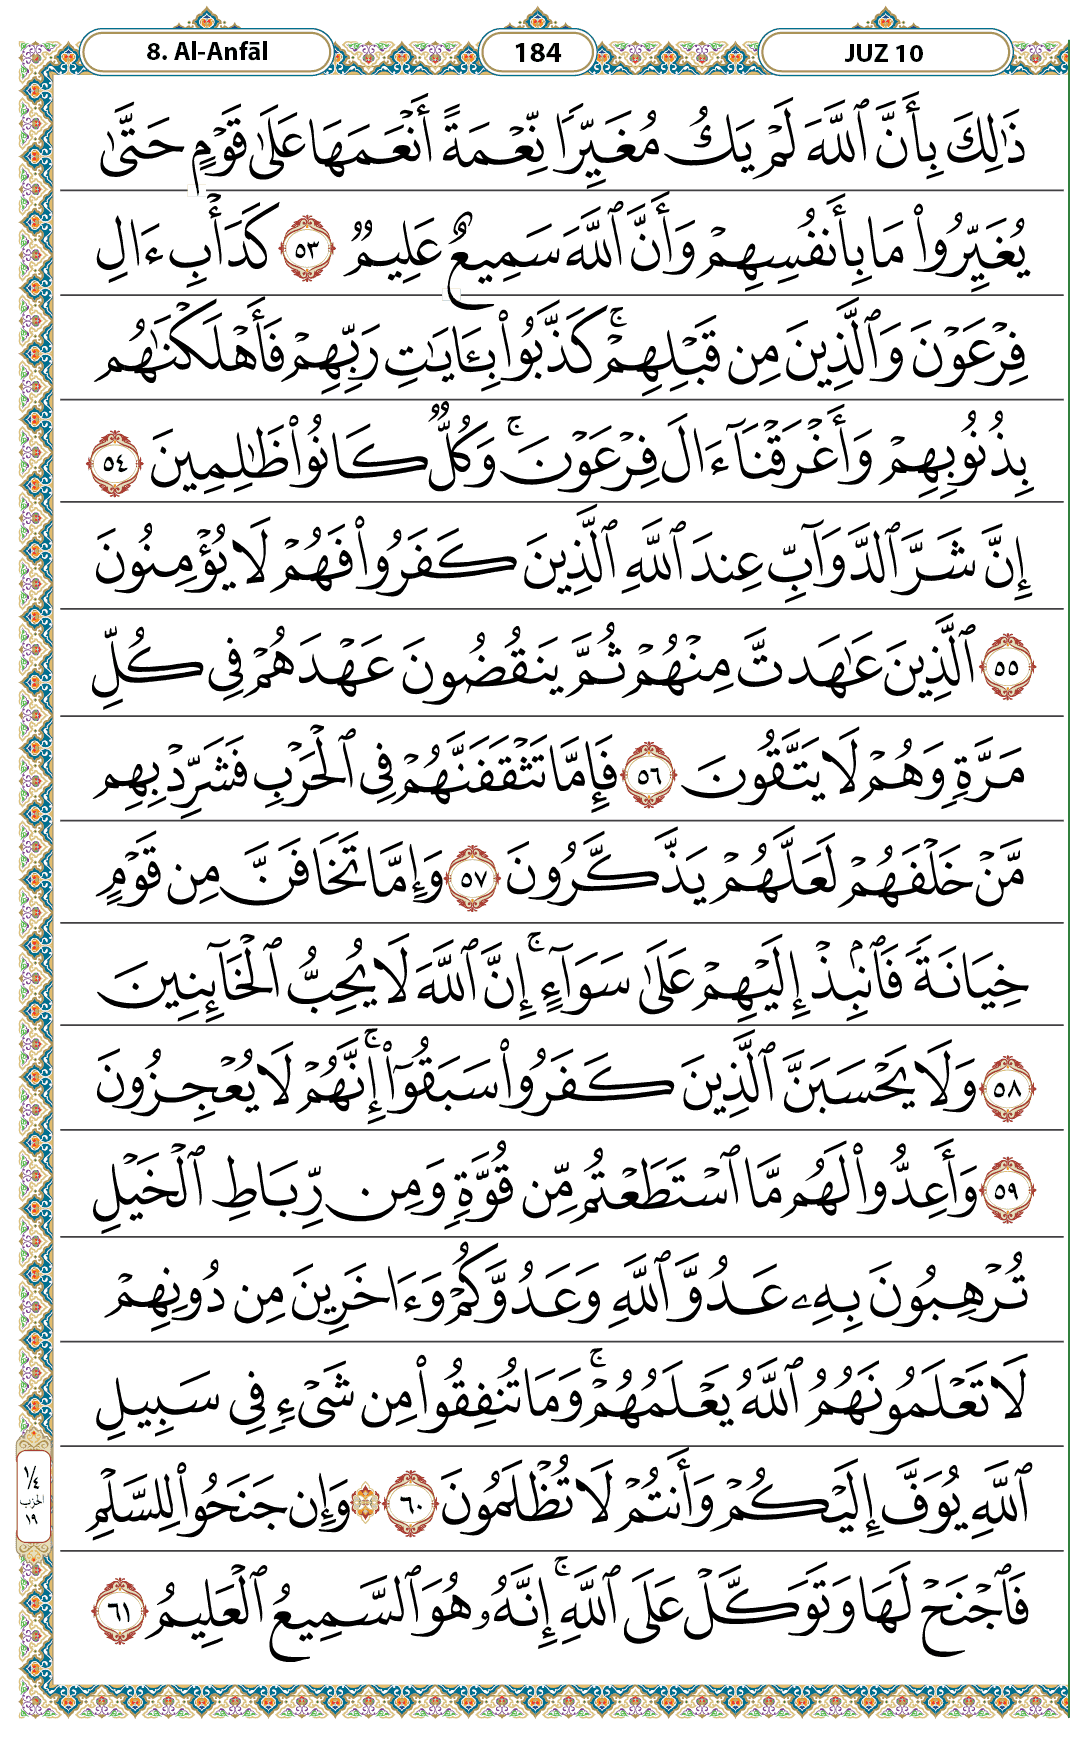 8. Al-Anfāl
184
JUZ 10
ذَٰلِكَ بِأَنَّ ٱللَّهَ لَمْ يَكُ مُغَيِّرًا نِّعْمَةً أَنْعَمَهَا عَلَىٰ قَوْمٍ حَتَّىٰ
يُغَيِّرُوا۟ مَا بِأَنفُسِهِمْ وَأَنَّ ٱللَّهَ سَمِيعٌ عَلِيمٌ ٥٣ كَدَأْبِ ءَالِ
فِرْعَوْنَ وَٱلَّذِينَ مِن قَبْلِهِمْ ۚ كَذَّبُوا۟ بِـَٔايَـٰتِ رَبِّهِمْ فَأَهْلَكْنَـٰهُم
بِذُنُوبِهِمْ وَأَغْرَقْنَآ ءَالَ فِرْعَوْنَ ۚ وَكُلٌّ كَانُوا۟ ظَـٰلِمِينَ ٥٤
إِنَّ شَرَّ ٱلدَّوَآبِّ عِندَ ٱللَّهِ ٱلَّذِينَ كَفَرُوا۟ فَهُمْ لَا يُؤْمِنُونَ
٥٥ ٱلَّذِينَ عَـٰهَدتَّ مِنْهُمْ ثُمَّ يَنقُضُونَ عَهْدَهُمْ فِى كُلِّ
مَرَّةٍ وَهُمْ لَا يَتَّقُونَ ٥٦ فَإِمَّا تَثْقَفَنَّهُمْ فِى ٱلْحَرْبِ فَشَرِّدْ بِهِم
مَّنْ خَلْفَهُمْ لَعَلَّهُمْ يَذَّكَّرُونَ ٥٧ وَإِمَّا تَخَافَنَّ مِن قَوْمٍ
خِيَانَةً فَٱنۢبِذْ إِلَيْهِمْ عَلَىٰ سَوَآءٍ ۚ إِنَّ ٱللَّهَ لَا يُحِبُّ ٱلْخَآئِنِينَ
٥٨ وَلَا يَحْسَبَنَّ ٱلَّذِينَ كَفَرُوا۟ سَبَقُوٓا۟ ۚ إِنَّهُمْ لَا يُعْجِزُونَ
٥٩ وَأَعِدُّوا۟ لَهُم مَّا ٱسْتَطَعْتُم مِّن قُوَّةٍ وَمِن رِّبَاطِ ٱلْخَيْلِ
تُرْهِبُونَ بِهِۦ عَدُوَّ ٱللَّهِ وَعَدُوَّكُمْ وَءَاخَرِينَ مِن دُونِهِمْ
لَا تَعْلَمُونَهُمُ ٱللَّهُ يَعْلَمُهُمْ ۚ وَمَا تُنفِقُوا۟ مِن شَىْءٍ فِى سَبِيلِ
ٱللَّهِ يُوَفَّ إِلَيْكُمْ وَأَنتُمْ لَا تُظْلَمُونَ ٦٠ ۞ وَإِن جَنَحُوا۟ لِلسَّلْمِ
فَٱجْنَحْ لَهَا وَتَوَكَّلْ عَلَى ٱللَّهِ ۚ إِنَّهُۥ هُوَ ٱلسَّمِيعُ ٱلْعَلِيمُ ٦١
١/٤
الحزب
١٩